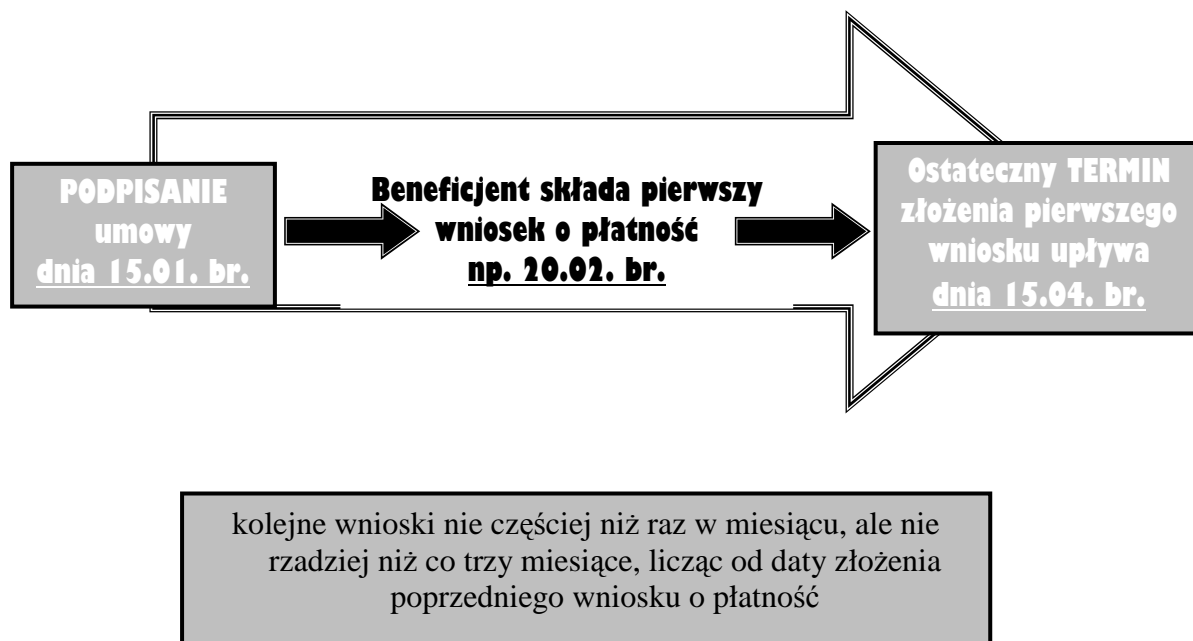 PODPISANIE
umowy
dnia 15.01. br.
Beneficjent składa pierwszy
wniosek o płatność
np. 20.02. br.
Ostateczny TERMIN
złożenia pierwszego
wniosku upływa
dnia 15.04. br.
kolejne wnioski nie częściej niż raz w miesiącu, ale nie
rzadziej niż co trzy miesiące, licząc od daty złożenia
poprzedniego wniosku o płatność